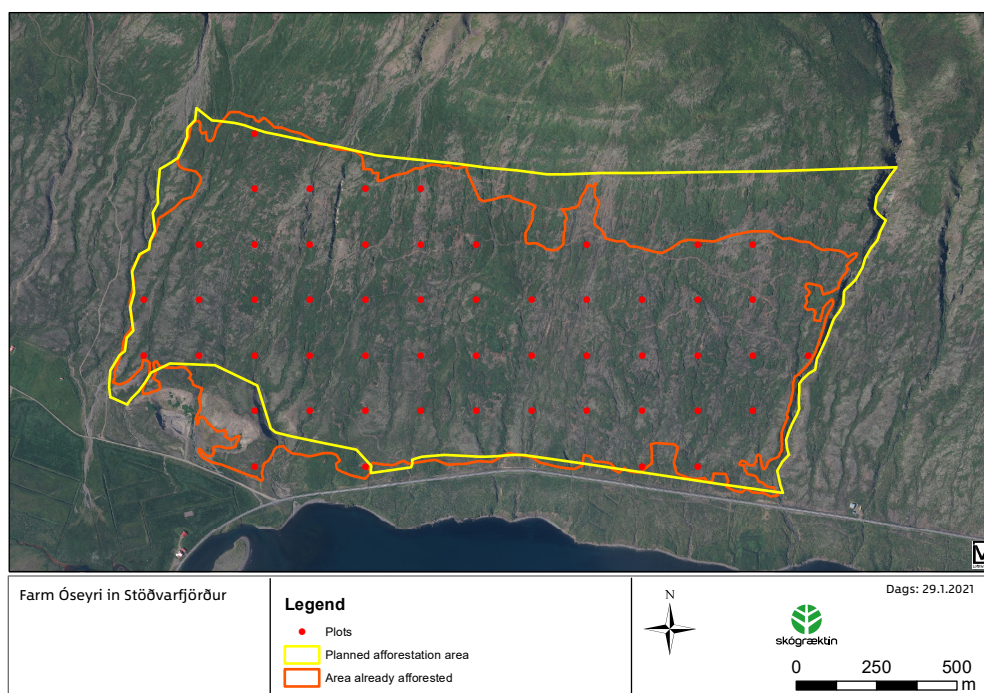 Farm Óseyri in Stöðvarfjörður
Legend
Plots
Planned afforestation area
Area already afforested
N
Dags: 29.1.2021
skógræktin
0 250 500
m